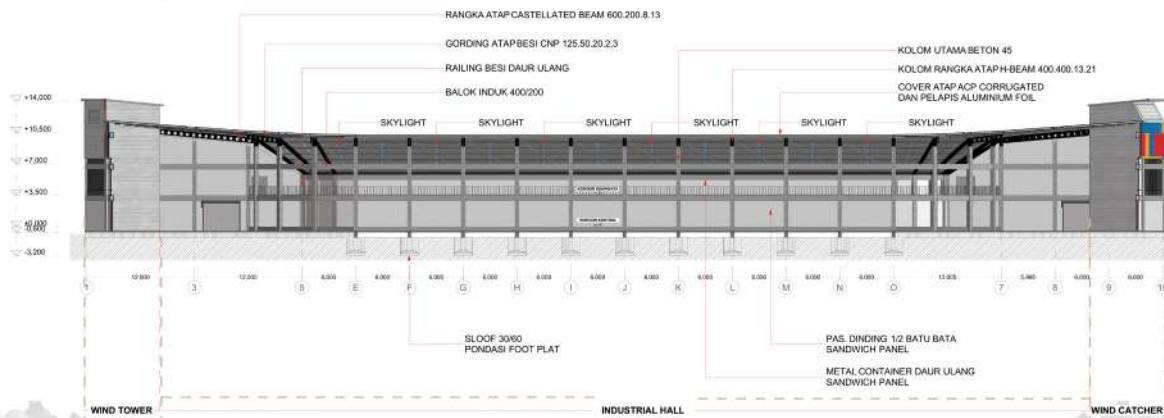 RANGKA ATAP CASTELLATED BEAM 600.200.8.13
GORDING ATAP BESI CNP 125.50.20.2,3
RAILING BESI DAUR ULANG
BALOK INDUK 400/200
KOLOM UTAMA BETON 45
KOLOM RANGKA ATAP H-BEAM 400.400.13.21
COVER ATAP ACP CORRUGATED
DAN PELAPIS ALUMINIUM FOIL
SKYLIGHT SKYLIGHT SKYLIGHT SKYLIGHT SKYLIGHT SKYLIGHT
+14,000
+10,500
+7,000
+3,500
±0,000
-0,600
-3,200
12.000 12.000 6.000 6.000 6.000 6.000 6.000 6.000 6.000 6.000 6.000 6.000 6.000 6.000
1 3 5 E F G H I J K L M N O 7 8 9 10
SLOOF 30/60
PONDASI FOOT PLAT
PAS. DINDING 1/2 BATU BATA
SANDWICH PANEL
METAL CONTAINER DAUR ULANG
SANDWICH PANEL
WIND TOWER INDUSTRIAL HALL WIND CATCHER